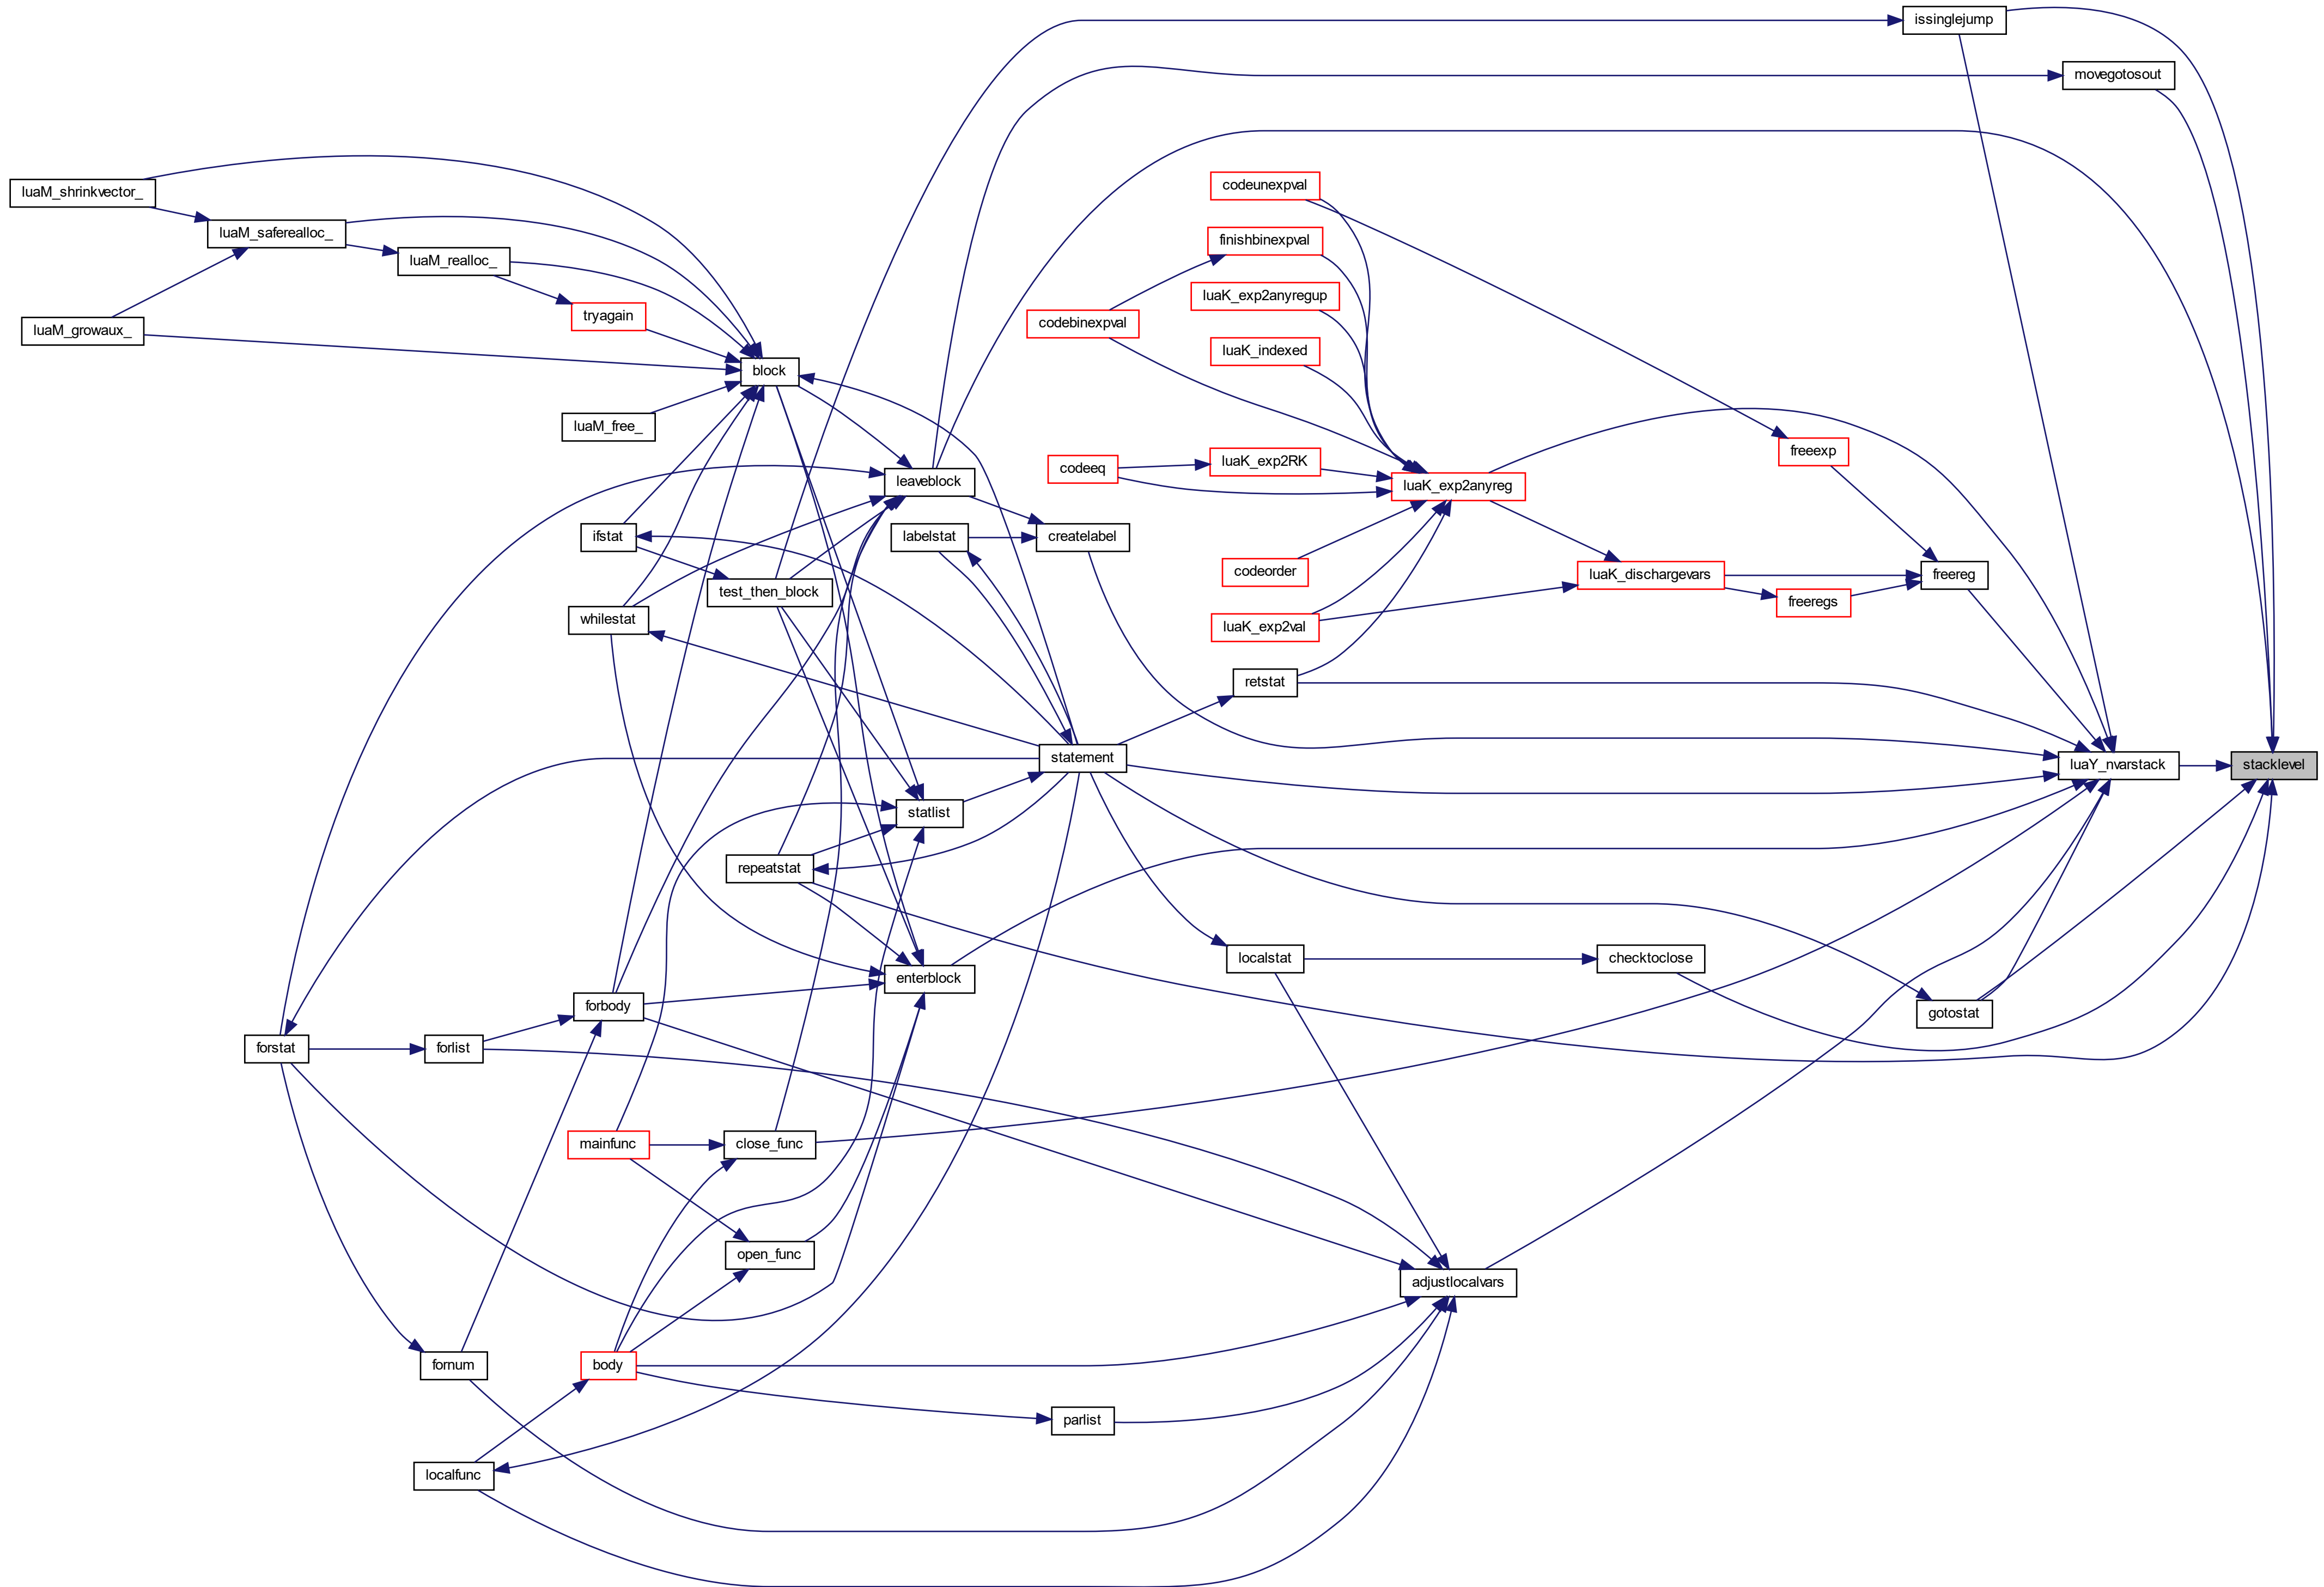 issinglejump
movegotosout
codeunexpval
luaM_shrinkvector_
luaM_saferealloc_
finishbinexpval
luaM_realloc_
luaK_exp2anyregup
tryagain
codebinexpval
luaM_growaux_
luaK_indexed
block
luaM_free_
freeexp
luaK_exp2RK
codeeq
leaveblock
luaK_exp2anyreg
ifstat
labelstat
createlabel
codeorder
luaK_dischargevars
freereg
test_then_block
freeregs
whilestat
luaK_exp2val
retstat
statement
luaY_nvarstack
stacklevel
statlist
repeatstat
localstat
checktoclose
enterblock
forbody
gotostat
forstat
forlist
mainfunc
close_func
open_func
adjustlocalvars
fornum
body
parlist
localfunc